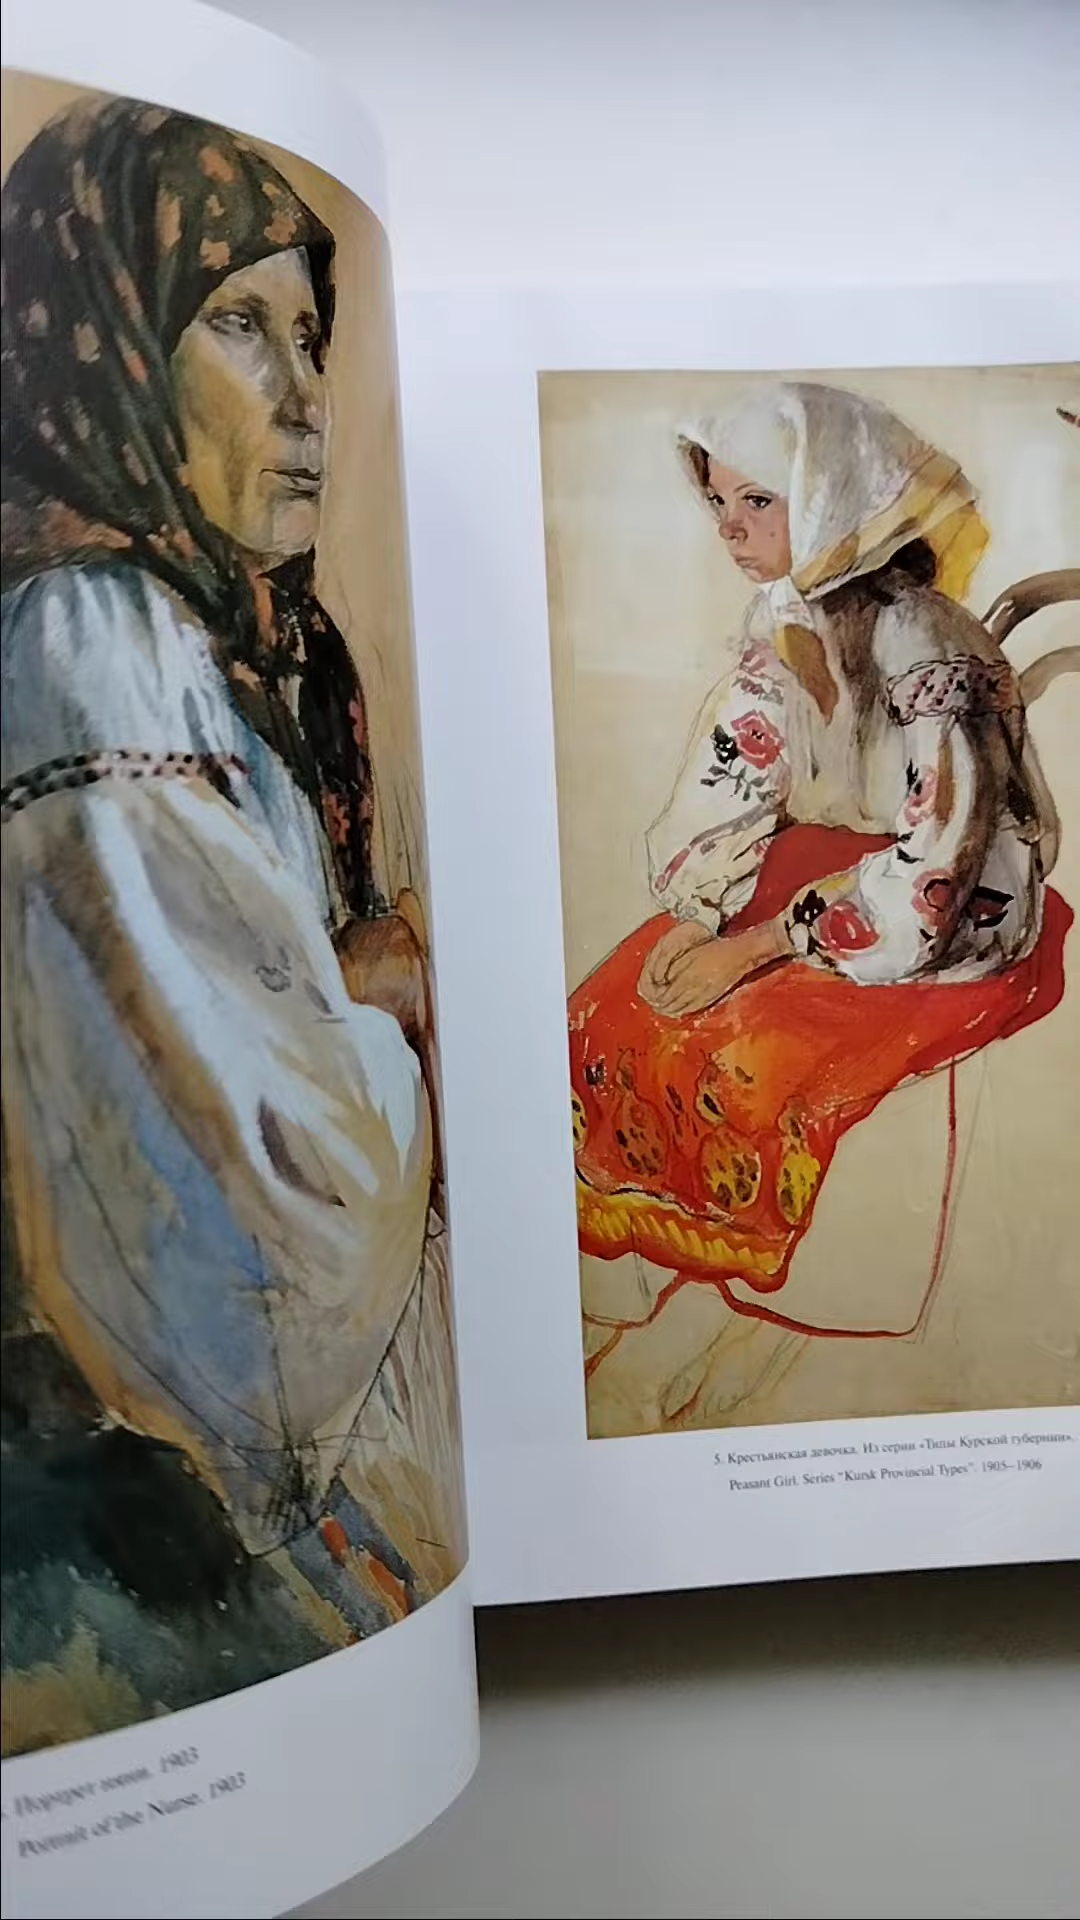 Портрет няни. 1903
Portrait of the Nurse. 1903
5. Крестьянская девочка. Из серии «Типы Курской губернии».
Peasant Girl. Series “Kursk Provincial Types”. 1905–1906